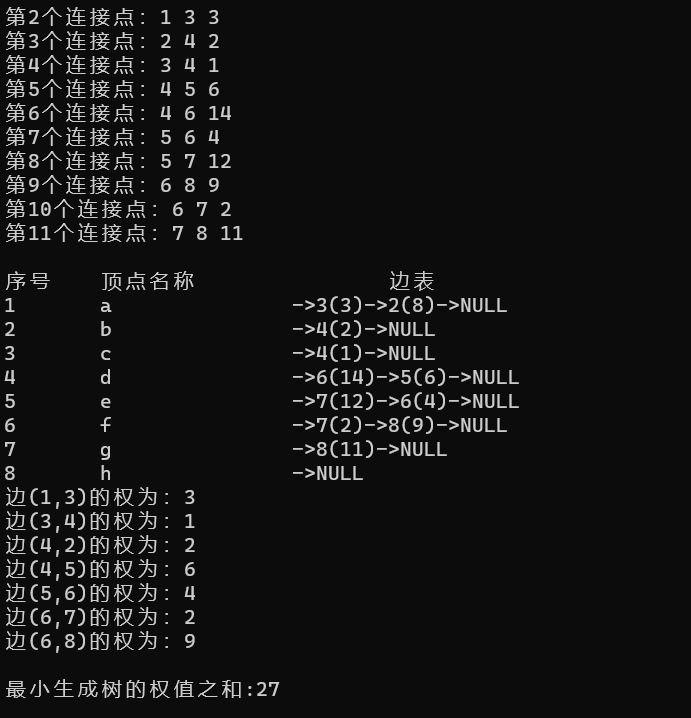 第2个连接点：1 3 3
第3个连接点：2 4 2
第4个连接点：3 4 1
第5个连接点：4 5 6
第6个连接点：4 6 14
第7个连接点：5 6 4
第8个连接点：5 7 12
第9个连接点：6 8 9
第10个连接点：6 7 2
第11个连接点：7 8 11
序号 顶点名称 边表
1 a ->3(3)->2(8)->NULL
2 b ->4(2)->NULL
3 c ->4(1)->NULL
4 d ->6(14)->5(6)->NULL
5 e ->7(12)->6(4)->NULL
6 f ->7(2)->8(9)->NULL
7 g ->8(11)->NULL
8 h ->NULL
边(1,3)的权为：3
边(3,4)的权为：1
边(4,2)的权为：2
边(4,5)的权为：6
边(5,6)的权为：4
边(6,7)的权为：2
边(6,8)的权为：9
最小生成树的权值之和:27